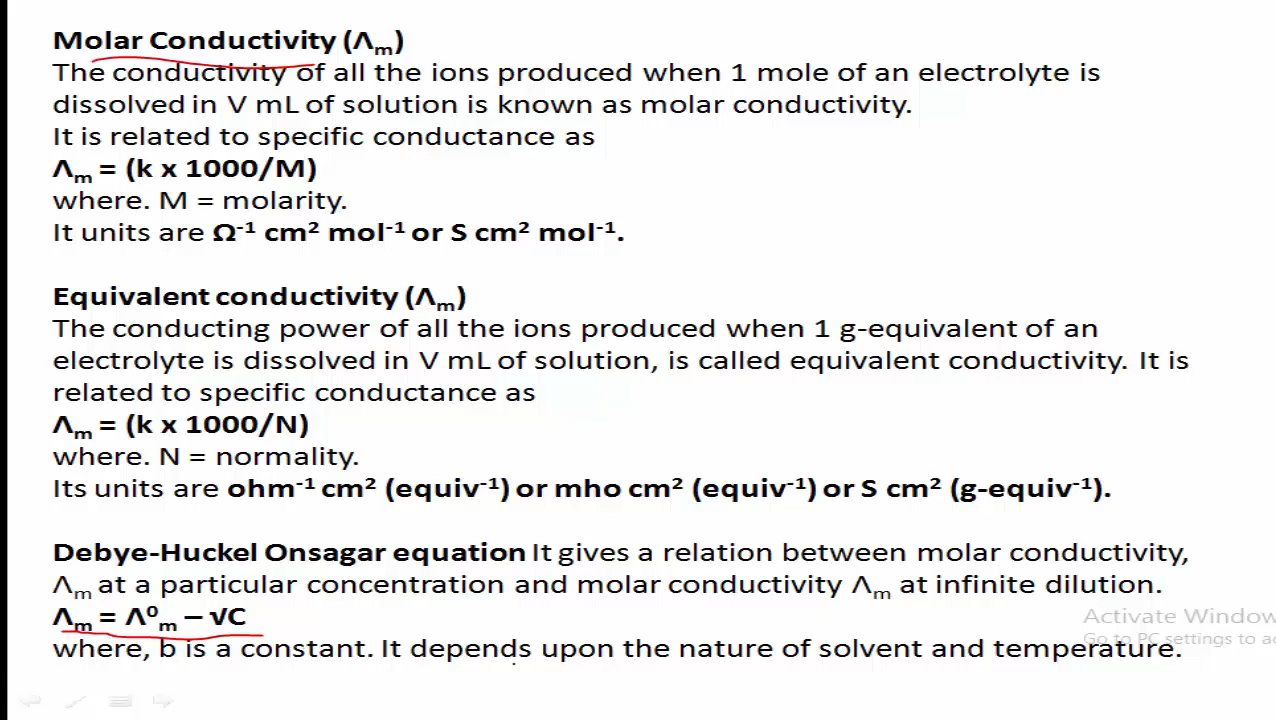 Molar Conductivity (Λm)
The conductivity of all the ions produced when 1 mole of an electrolyte is
dissolved in V mL of solution is known as molar conductivity.
It is related to specific conductance as
Λm = (k x 1000/M)
where. M = molarity.
It units are Ω⁻¹ cm² mol⁻¹ or S cm² mol⁻¹.
Equivalent conductivity (Λm)
The conducting power of all the ions produced when 1 g-equivalent of an
electrolyte is dissolved in V mL of solution, is called equivalent conductivity. It is
related to specific conductance as
Λm = (k x 1000/N)
where. N = normality.
Its units are ohm⁻¹ cm² (equiv⁻¹) or mho cm² (equiv⁻¹) or S cm² (g-equiv⁻¹).
Debye-Huckel Onsagar equation It gives a relation between molar conductivity,
Λm at a particular concentration and molar conductivity Λm at infinite dilution.
Λm = Λ⁰m – √C
where, b is a constant. It depends upon the nature of solvent and temperature.
Activate Window
Go to PC settings to a